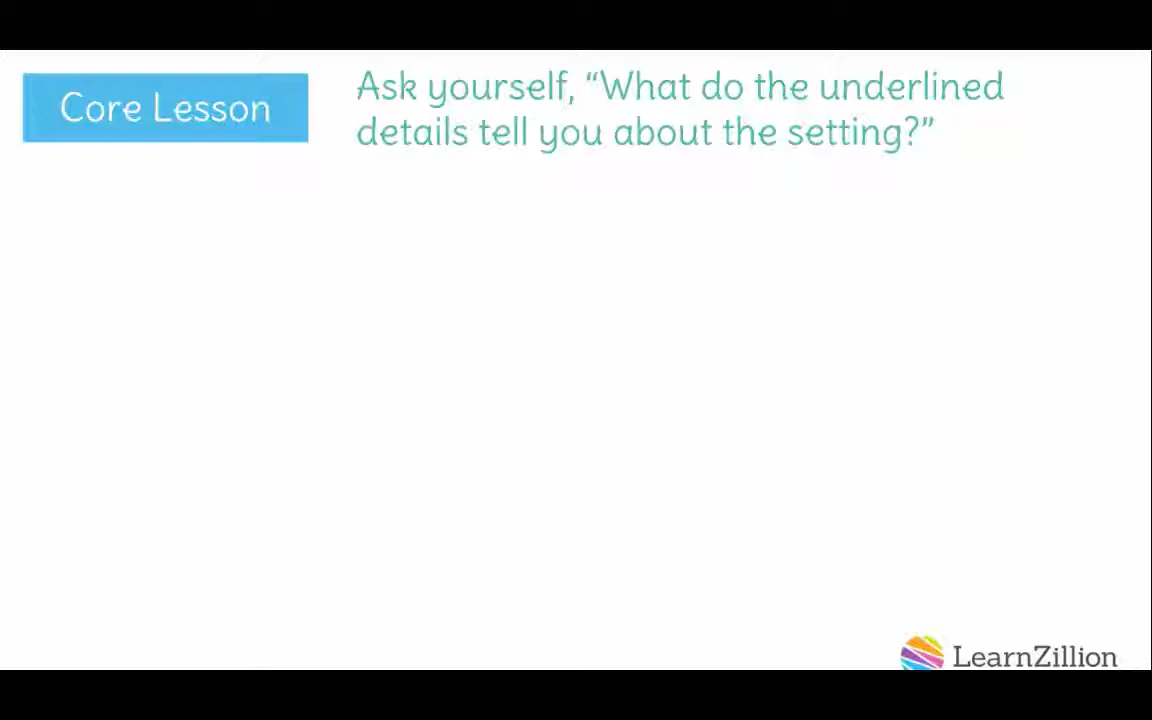 Core Lesson
Ask yourself, “What do the underlined
details tell you about the setting?”
LearnZillion